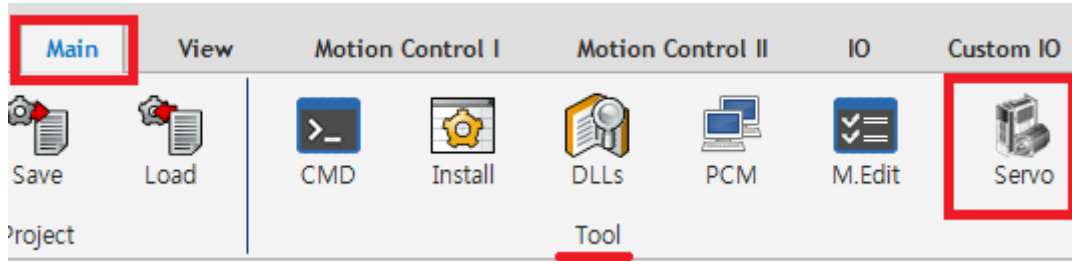 Main View Motion Control I Motion Control II IO Custom IO
Save Load CMD Install DLLs PCM M.Edit Servo
Project Tool